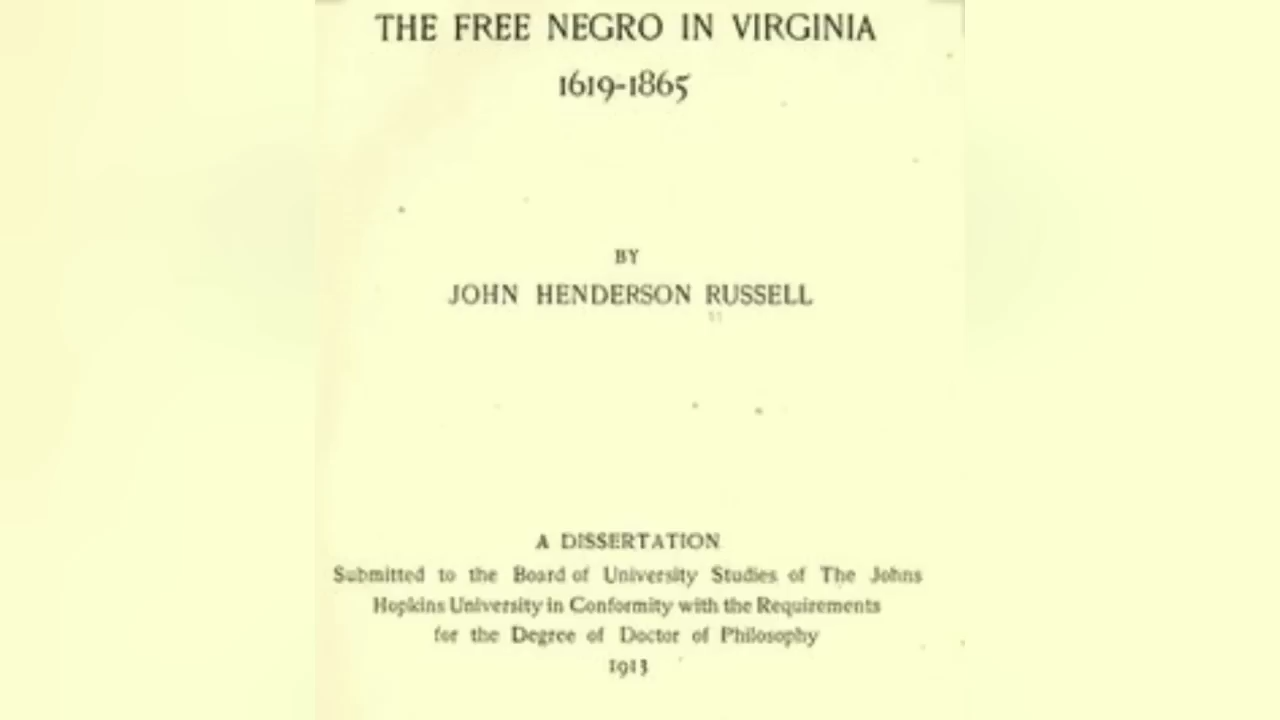 THE FREE NEGRO IN VIRGINIA
1619-1865
BY
JOHN HENDERSON RUSSELL
A DISSERTATION
Submitted to the Board of University Studies of The Johns
Hopkins University in Conformity with the Requirements
for the Degree of Doctor of Philosophy
1913